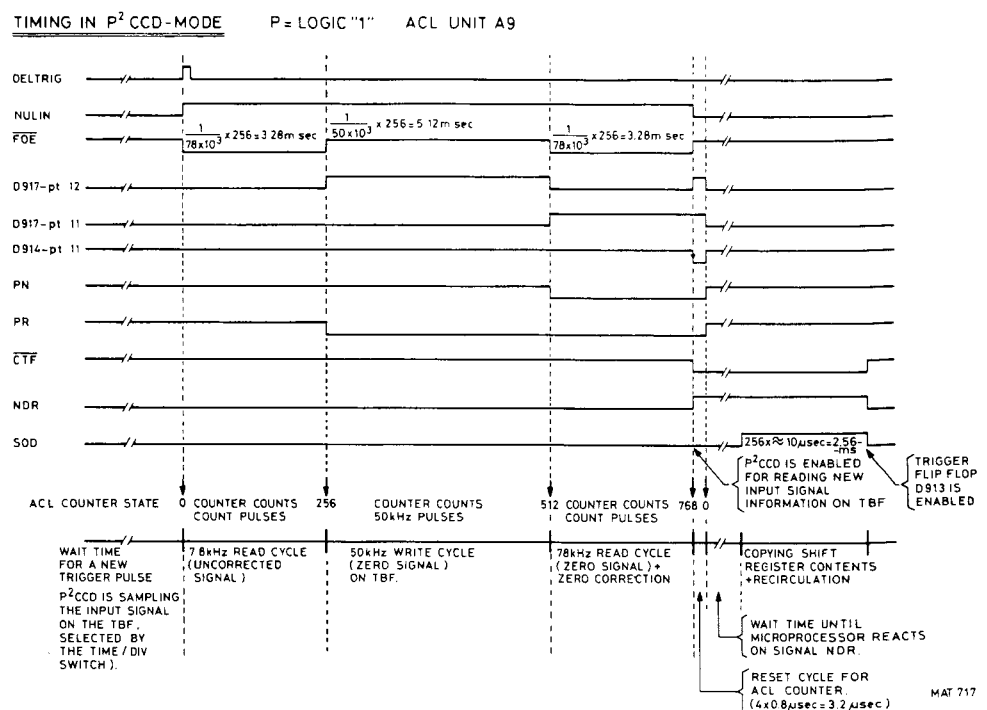 TIMING IN P² CCD-MODE P = LOGIC "1" ACL UNIT A9
DELTRIG
NULIN
FOE
1/78x10³ x 256 = 3.28m sec
1/50x10³ x 256 = 5.12m sec
1/78x10³ x 256 = 3.28m sec
D917-pt 12
D917-pt 11
D914-pt 11
PN
PR
CTF
NDR
SOD
256x ≈ 10µsec = 2.56-
-ms
P²CCD IS ENABLED
FOR READING NEW
INPUT SIGNAL
INFORMATION ON TBF
TRIGGER
FLIP FLOP
D913 IS
ENABLED
ACL COUNTER STATE 0 COUNTER COUNTS 256 COUNTER COUNTS 512 COUNTER COUNTS 768 0
COUNT PULSES 50kHz PULSES COUNT PULSES
WAIT TIME
FOR A NEW
TRIGGER PULSE
78kHz READ CYCLE
(UNCORRECTED
SIGNAL)
50kHz WRITE CYCLE
(ZERO SIGNAL)
ON TBF.
78kHz READ CYCLE
(ZERO SIGNAL) +
ZERO CORRECTION
COPYING SHIFT
REGISTER CONTENTS
+RECIRCULATION
P²CCD IS SAMPLING
THE INPUT SIGNAL
ON THE TBF,
SELECTED BY
THE TIME/DIV
SWITCH).
WAIT TIME UNTIL
MICROPROCESSOR REACTS
ON SIGNAL NDR.
RESET CYCLE FOR
ACL COUNTER.
(4x0.8µsec = 3.2µsec)
MAT 717